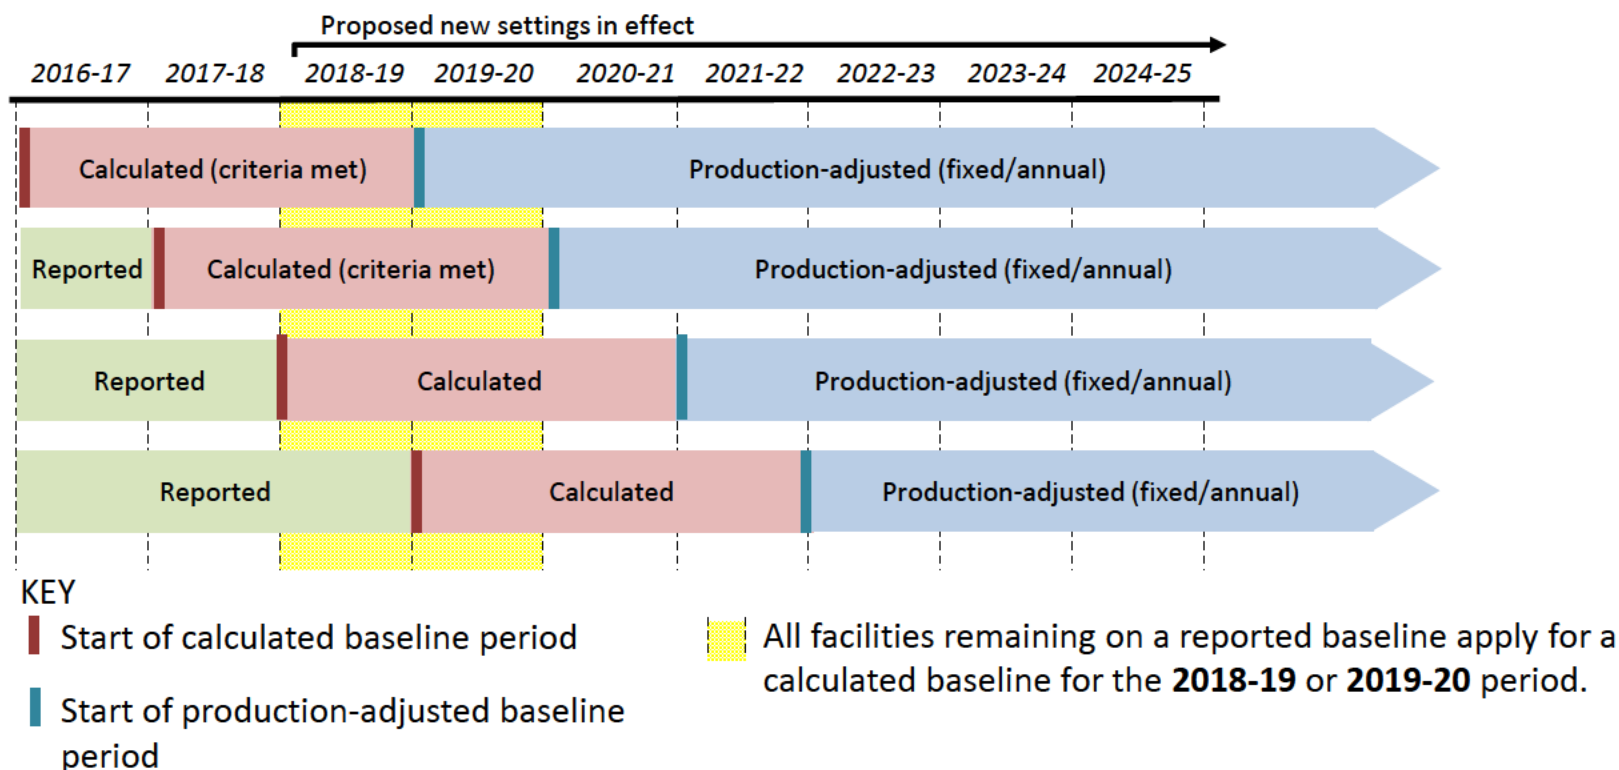 Proposed new settings in effect
2016-17 2017-18 2018-19 2019-20 2020-21 2021-22 2022-23 2023-24 2024-25
Calculated (criteria met) Production-adjusted (fixed/annual)
Reported Calculated (criteria met) Production-adjusted (fixed/annual)
Reported Calculated Production-adjusted (fixed/annual)
Reported Calculated Production-adjusted (fixed/annual)
KEY
Start of calculated baseline period
Start of production-adjusted baseline
period
All facilities remaining on a reported baseline apply for a
calculated baseline for the 2018-19 or 2019-20 period.